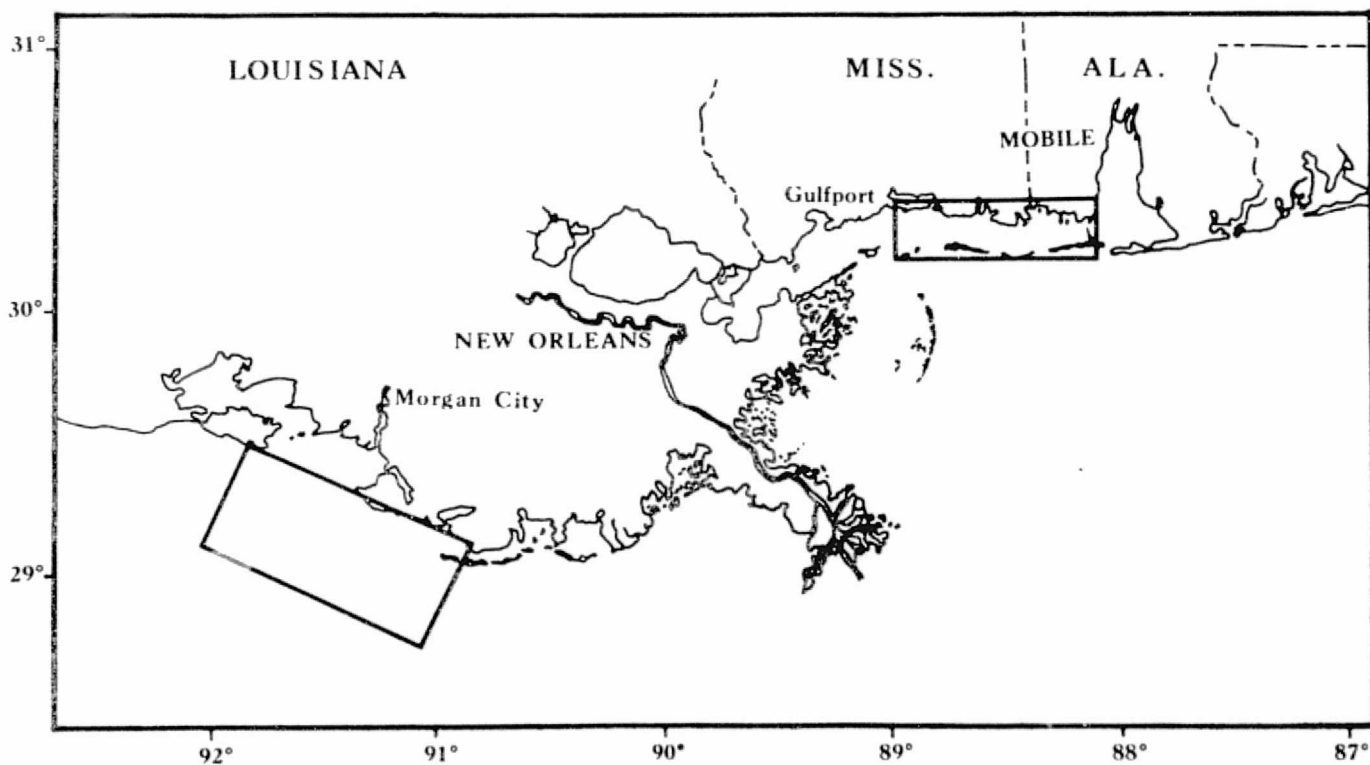 31°
LOUISIANA
MISS.
ALA.
MOBILE
Gulfport
30°
NEW ORLEANS
Morgan City
29°
92°
91°
90°
89°
88°
87°